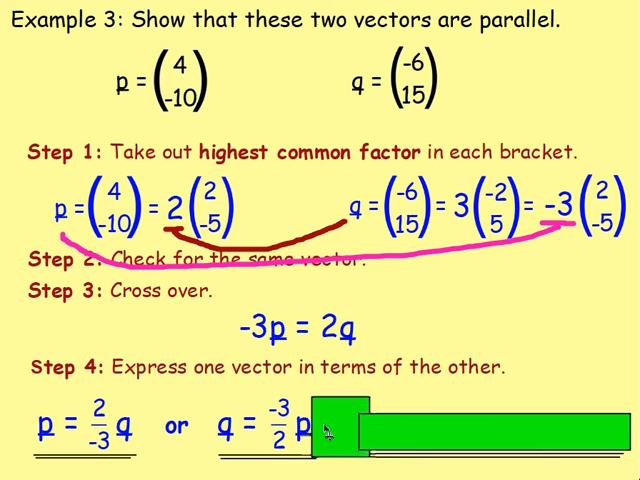 Example 3: Show that these two vectors are parallel.
p = (4 -10) q = (-6 15)
Step 1: Take out highest common factor in each bracket.
p = (4 -10) = 2 (2 -5) q = (-6 15) = 3 (-2 5) = -3 (2 -5)
Step 2: Check for the same vector.
Step 3: Cross over.
-3p = 2q
Step 4: Express one vector in terms of the other.
p = 2/-3 q or q = -3/2 p